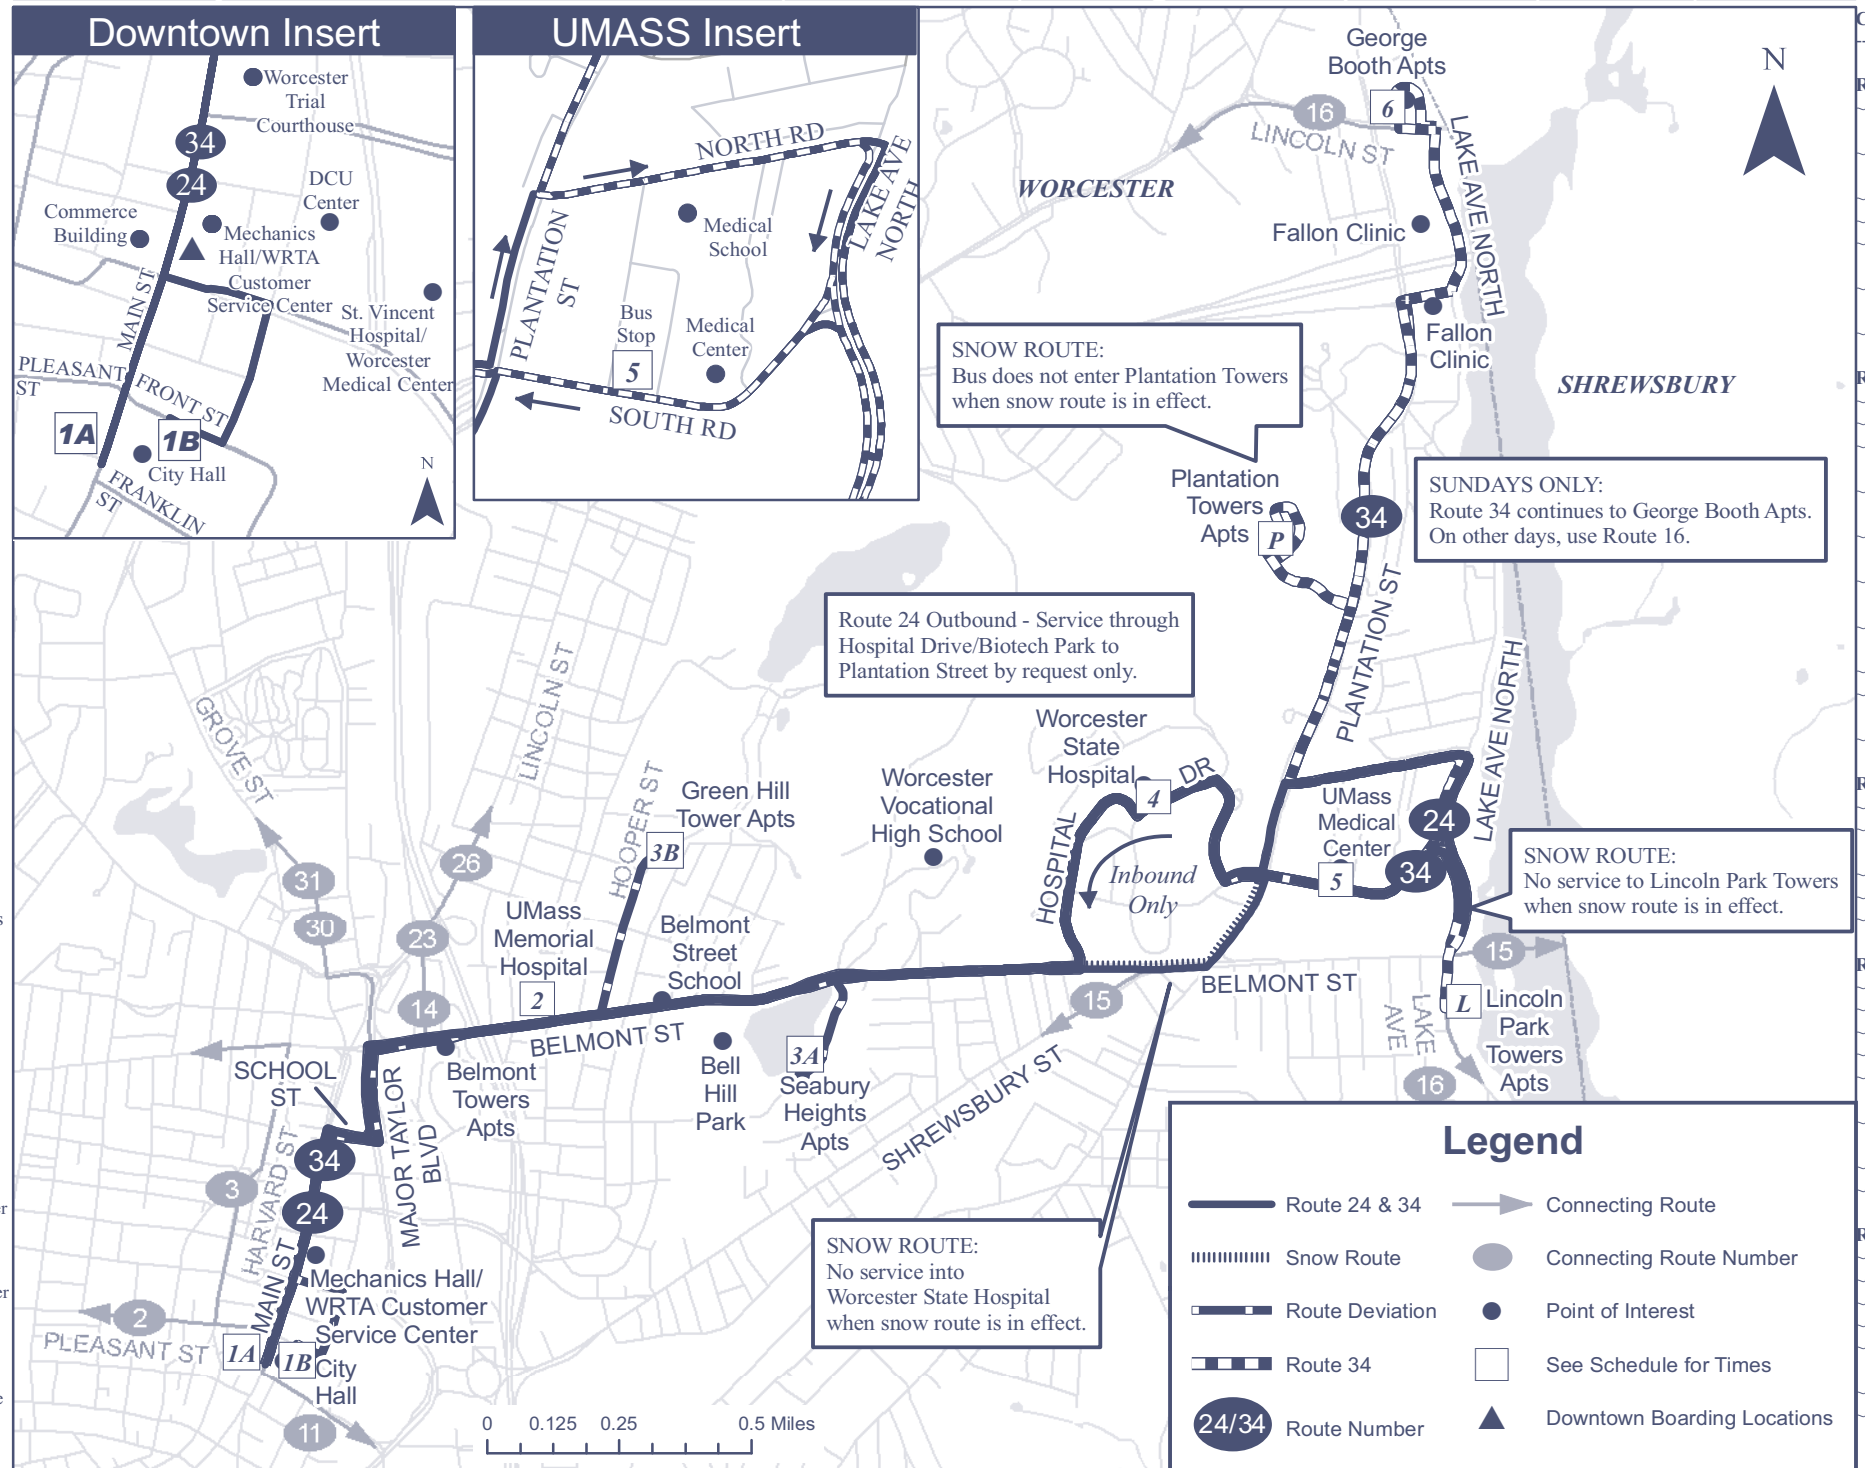 Downtown Insert
Worcester
Trial
Courthouse
34
24
DCU
Center
Commerce
Building
Mechanics
Hall/WRTA
Customer
Service Center
MAIN ST
St. Vincent
Hospital/
Worcester
Medical Center
PLEASANT
ST
FRONT ST
1A
1B
City Hall
FRANKLIN
ST
N
UMASS Insert
NORTH RD
LAKE AVE
NORTH
Medical
School
PLANTATION
ST
Bus
Stop
5
Medical
Center
SOUTH RD
George
Booth Apts
6
16
LINCOLN ST
LAKE AVE NORTH
N
WORCESTER
Fallon Clinic
Fallon
Clinic
SHREWSBURY
SNOW ROUTE:
Bus does not enter Plantation Towers
when snow route is in effect.
Plantation
Towers
Apts
P
34
SUNDAYS ONLY:
Route 34 continues to George Booth Apts.
On other days, use Route 16.
PLANTATION ST
Route 24 Outbound - Service through
Hospital Drive/Biotech Park to
Plantation Street by request only.
LAKE AVE NORTH
GROVE ST
LINCOLN ST
HOOPER ST
Green Hill
Tower Apts
3B
Worcester
Vocational
High School
Worcester
State
Hospital
4
DR
HOSPITAL
Inbound
Only
UMass
Medical
Center
5
24
34
SNOW ROUTE:
No service to Lincoln Park Towers
when snow route is in effect.
31
30
26
23
14
UMass
Memorial
Hospital
2
Belmont
Street
School
BELMONT ST
BELMONT ST
15
15
L
Lincoln
Park
Towers
Apts
LAKE
AVE
16
SCHOOL
ST
Belmont
Towers
Apts
Bell
Hill
Park
3A
Seabury
Heights
Apts
SHREWSBURY ST
MAJOR TAYLOR
BLVD
34
24
3
HARVARD ST
MAIN ST
Mechanics Hall/
WRTA Customer
Service Center
2
PLEASANT ST
1A
1B
City
Hall
11
SNOW ROUTE:
No service into
Worcester State Hospital
when snow route is in effect.
0 0.125 0.25 0.5 Miles
Legend
Route 24 & 34
Connecting Route
Snow Route
Connecting Route Number
Route Deviation
Point of Interest
Route 34
See Schedule for Times
24/34
Route Number
Downtown Boarding Locations